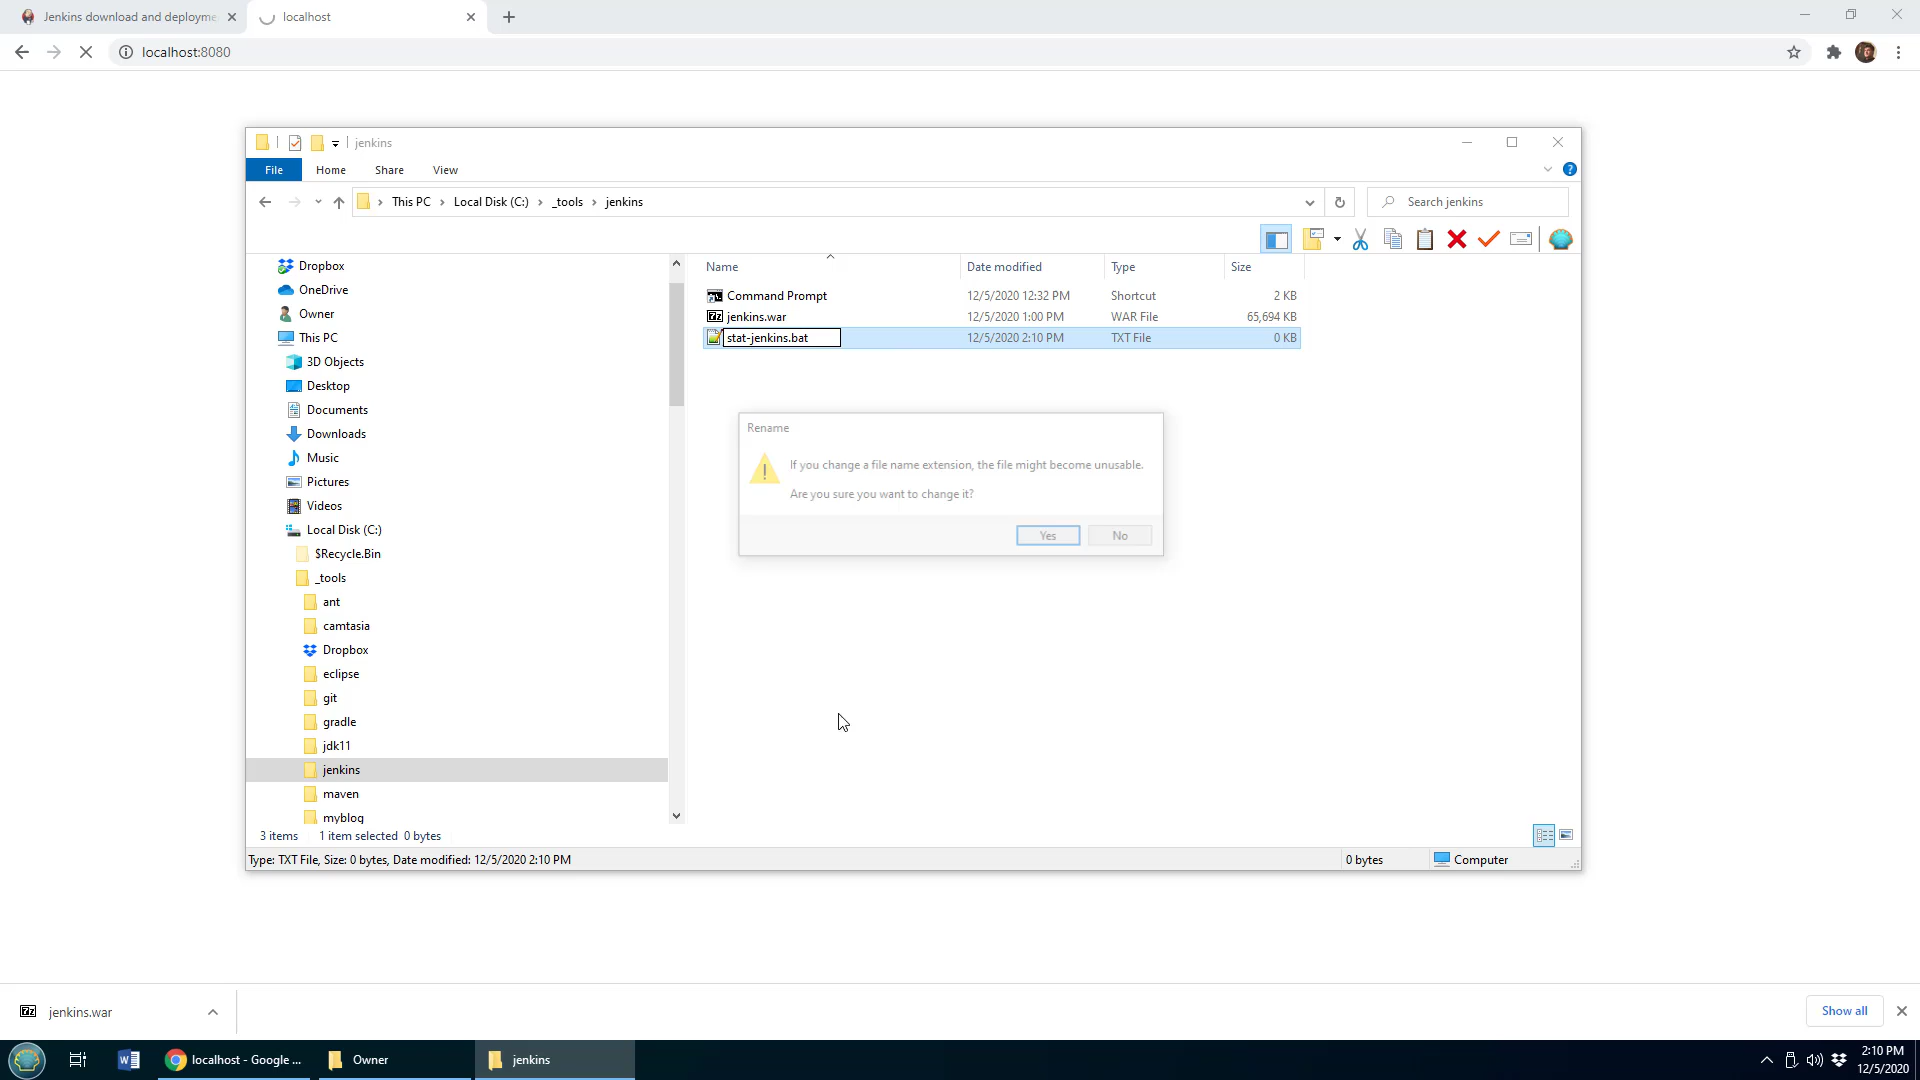 Jenkins download and deployme
localhost
localhost:8080
jenkins
File
Home
Share
View
This PC
Local Disk (C:)
_tools
jenkins
Search jenkins
Dropbox
OneDrive
Owner
This PC
3D Objects
Desktop
Documents
Downloads
Music
Pictures
Videos
Local Disk (C:)
$Recycle.Bin
_tools
ant
camtasia
Dropbox
eclipse
git
gradle
jdk11
jenkins
maven
myblog
Name
Date modified
Type
Size
Command Prompt
12/5/2020 12:32 PM
Shortcut
2 KB
jenkins.war
12/5/2020 1:00 PM
WAR File
65,694 KB
stat-jenkins.bat
12/5/2020 2:10 PM
TXT File
0 KB
Rename
If you change a file name extension, the file might become unusable.
Are you sure you want to change it?
Yes
No
3 items
1 item selected 0 bytes
Type: TXT File, Size: 0 bytes, Date modified: 12/5/2020 2:10 PM
0 bytes
Computer
jenkins.war
Show all
localhost - Google ...
Owner
jenkins
2:10 PM
12/5/2020